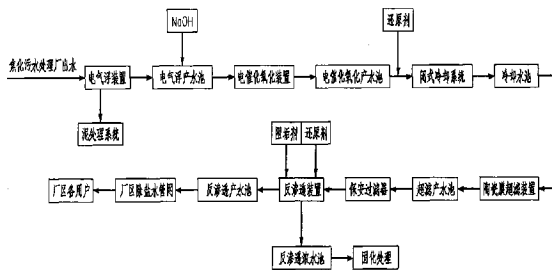 NaOH
还原剂
焦化污水处理厂出水
电气浮装置
电气浮产水池
电催化氧化装置
电催化氧化产水池
闭式冷却系统
冷却水池
泥处理系统
阻垢剂
还原剂
厂区各用户
厂区除盐水管网
反渗透产水池
反渗透装置
保安过滤器
超滤产水池
陶瓷膜超滤装置
反渗透浓水池
固化处理